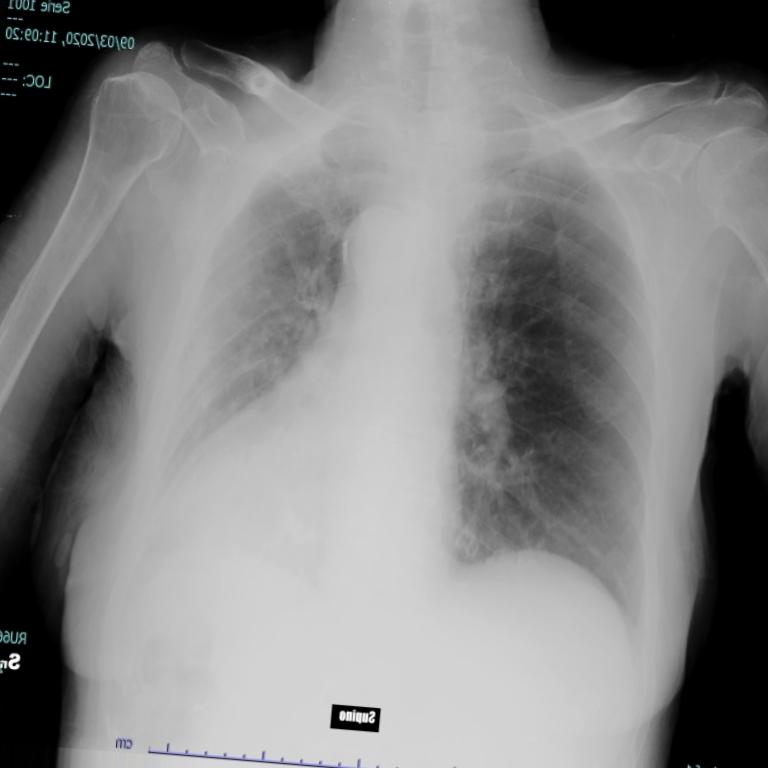 Serie 1001
---
09/03/2020, 11:09:20
---
LOC: ---
---
Supino
cm